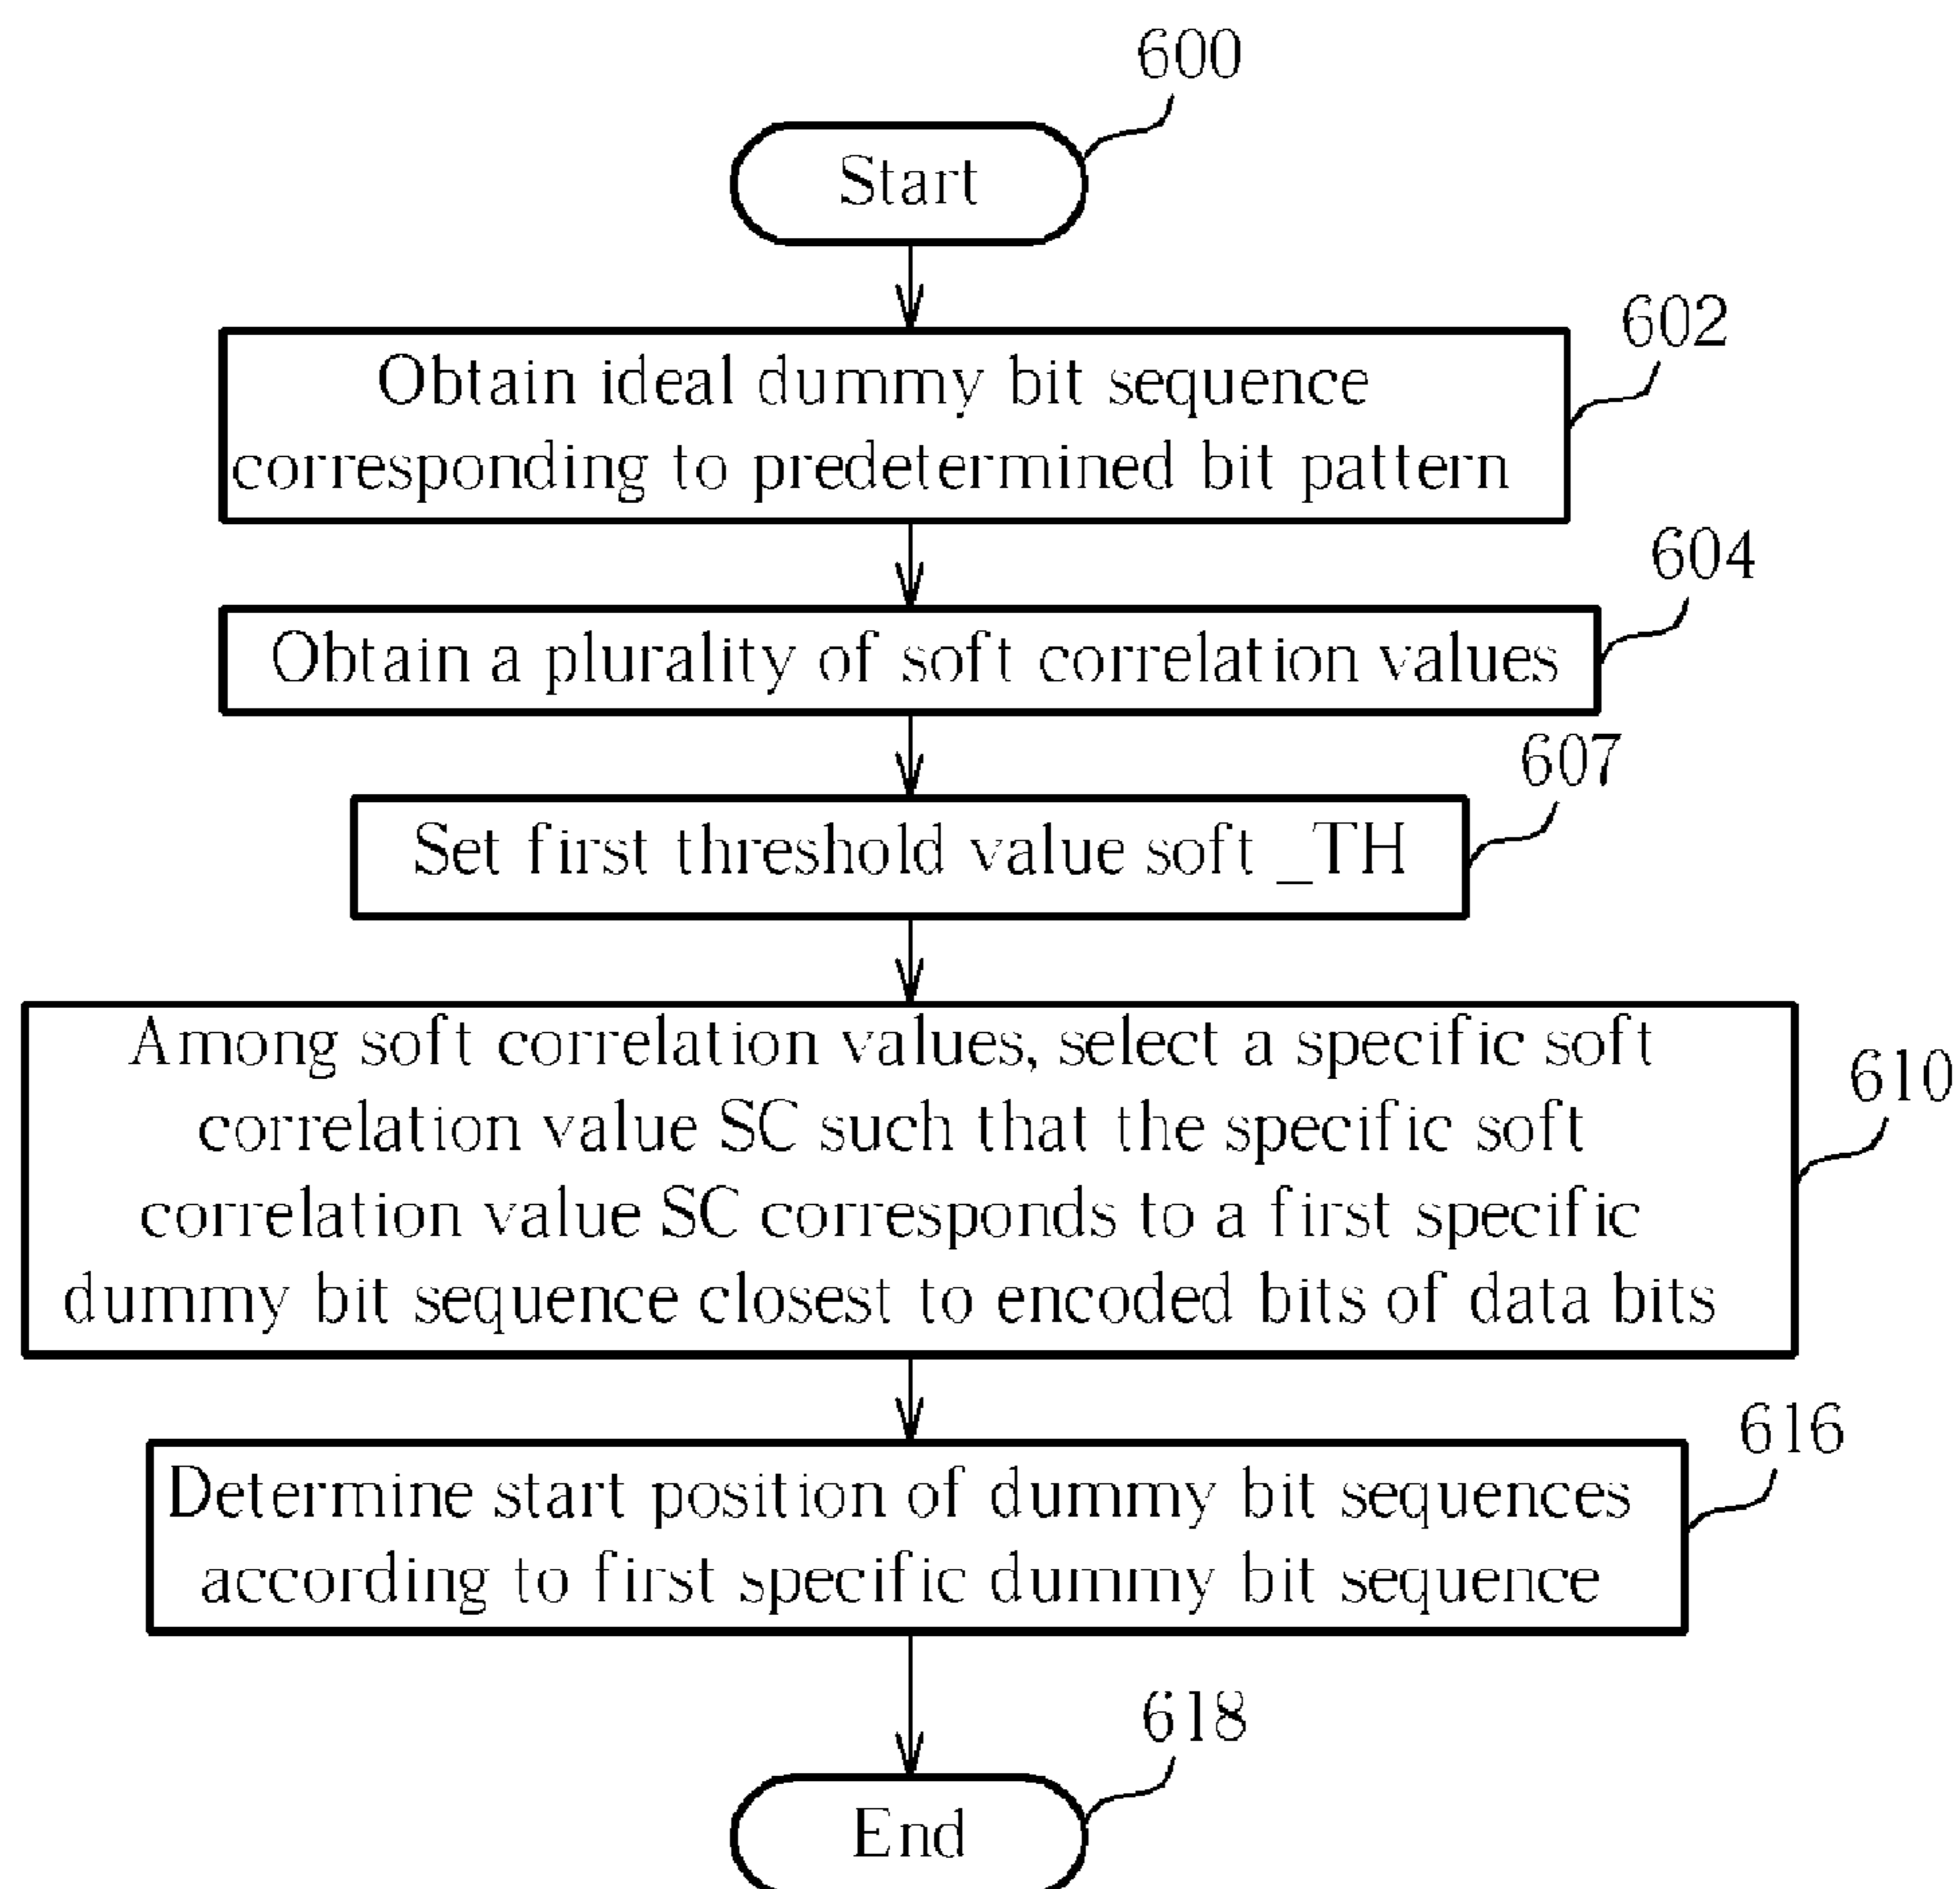 600
Start
602
Obtain ideal dummy bit sequence
corresponding to predetermined bit pattern
604
Obtain a plurality of soft correlation values
607
Set first threshold value soft _TH
610
Among soft correlation values, select a specific soft
correlation value SC such that the specific soft
correlation value SC corresponds to a first specific
dummy bit sequence closest to encoded bits of data bits
616
Determine start position of dummy bit sequences
according to first specific dummy bit sequence
618
End